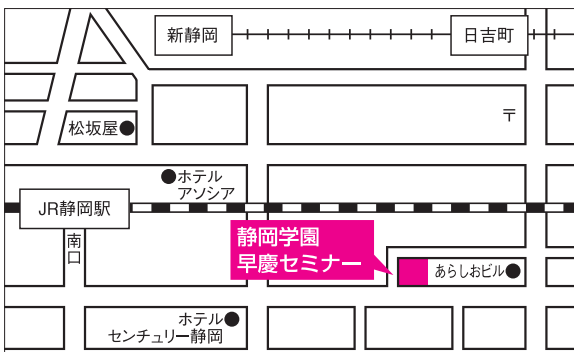 新静岡
日吉町
松坂屋
〒
ホテル
アソシア
JR静岡駅
南口
静岡学園
早慶セミナー
あらしおビル
ホテル
センチュリー静岡